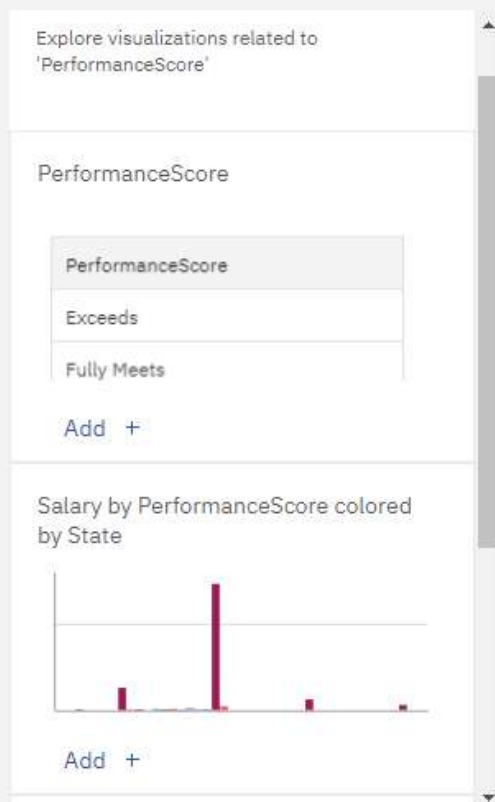 Explore visualizations related to
'PerformanceScore'
PerformanceScore
PerformanceScore
Exceeds
Fully Meets
Add +
Salary by PerformanceScore colored
by State
Add +